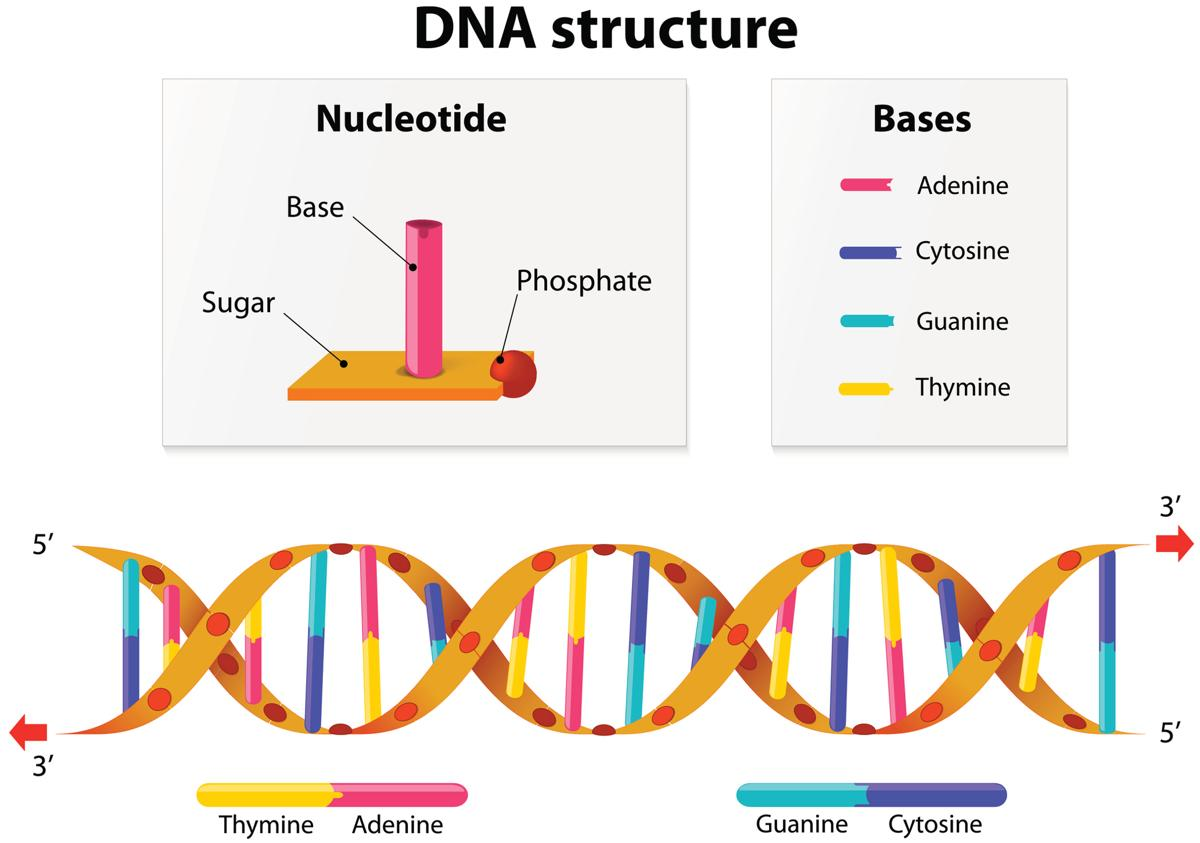 DNA structure
Nucleotide
Base
Phosphate
Sugar
Bases
Adenine
Cytosine
Guanine
Thymine
3′
5′
5′
3′
Thymine Adenine
Guanine Cytosine